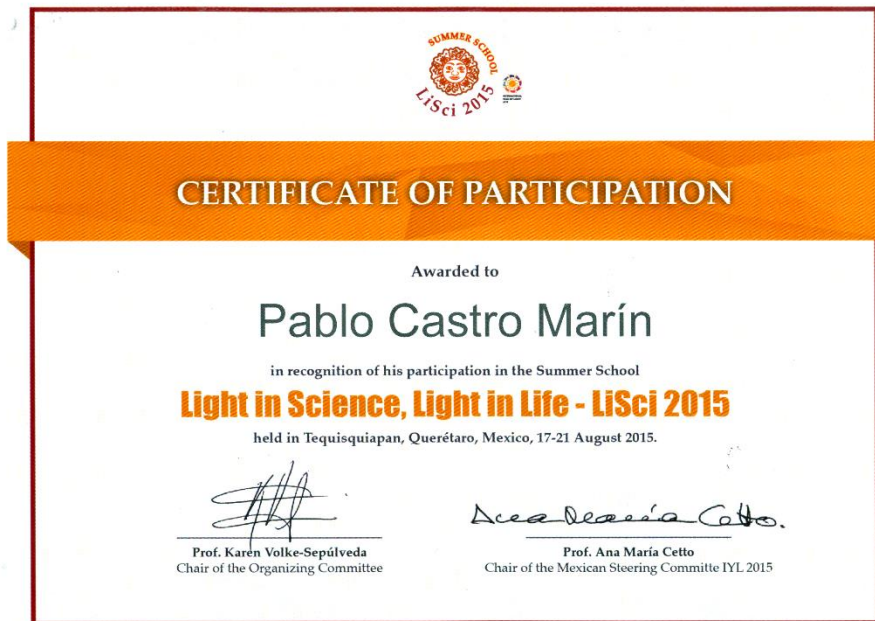 SUMMER SCHOOL
LiSci 2015
CERTIFICATE OF PARTICIPATION
Awarded to
Pablo Castro Marín
in recognition of his participation in the Summer School
Light in Science, Light in Life - LiSci 2015
held in Tequisquiapan, Querétaro, Mexico, 17-21 August 2015.
Ana María Cetto.
Prof. Karen Volke-Sepúlveda
Chair of the Organizing Committee
Prof. Ana María Cetto
Chair of the Mexican Steering Committe IYL 2015